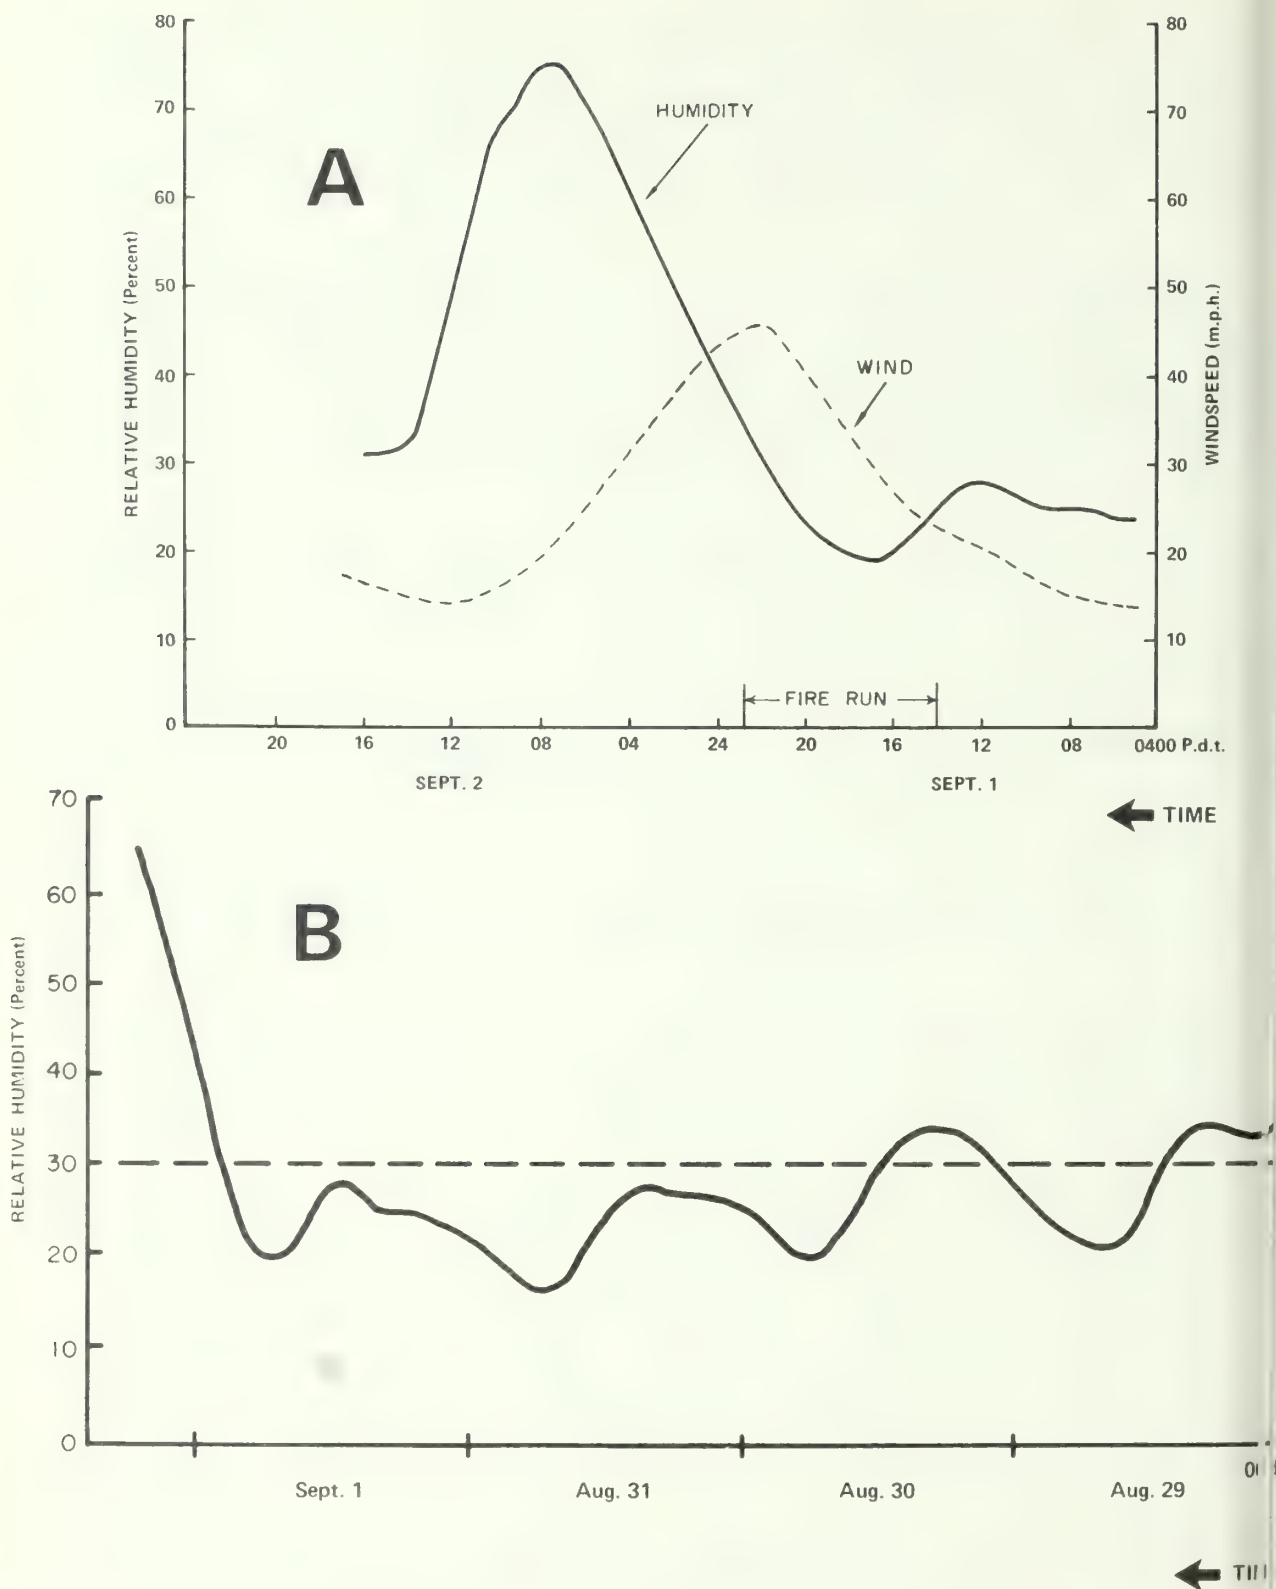 80
70
60
50
40
30
20
10
0
RELATIVE HUMIDITY (Percent)
A
HUMIDITY
WIND
FIRE RUN
80
70
60
50
40
30
20
10
WINDSPEED (m.p.h.)
20 16 12 08 04 24 20 16 12 08 0400 P.d.t.
SEPT. 2 SEPT. 1
TIME
70
60
50
40
30
20
10
0
RELATIVE HUMIDITY (Percent)
B
Sept. 1 Aug. 31 Aug. 30 Aug. 29